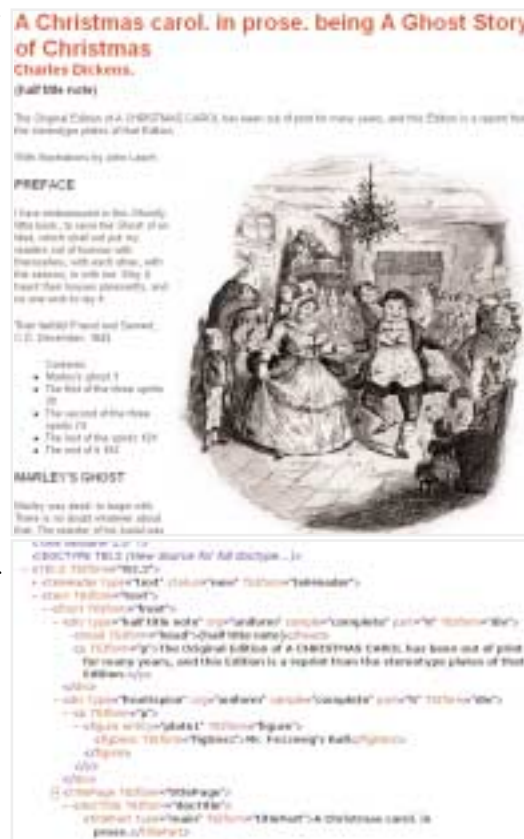 A Christmas carol. in prose. being A Ghost Story
of Christmas
Charles Dickens.
(half title note)
The Original Edition of A CHRISTMAS CAROL has been out of print for many years, and this Edition is a reprint from
the stereotype plates of that Edition.
With Illustrations by John Leech.
PREFACE
I have endeavoured in this Ghostly
little book, to raise the Ghost of an
Idea, which shall not put my
readers out of humour with
themselves, with each other, with
the season, or with me. May it
haunt their houses pleasantly, and
no one wish to lay it.
Their faithful Friend and Servant,
C.D. December, 1843.
Contents
Marley's ghost
The first of the three spirits
The second of the three
spirits
The last of the spirits
The end of it
MARLEY'S GHOST
Marley was dead: to begin with.
There is no doubt whatever about
that. The register of his burial was
<!DOCTYPE TEI.2 (View source for full doctype...)>
- <TEI.2 TEIform="TEI.2">
+ <teiHeader type="text" status="new" TEIform="teiHeader">
- <text TEIform="text">
- <front TEIform="front">
- <div type="half title note" org="uniform" sample="complete" part="N" TEIform="div">
<head TEIform="head">(half title note)</head>
<p TEIform="p">The Original Edition of A CHRISTMAS CAROL has been out of print
for many years, and this Edition is a reprint from the stereotype plates of that
Edition.</p>
</div>
- <div type="frontispiece" org="uniform" sample="complete" part="N" TEIform="div">
- <p TEIform="p">
- <figure entity="plate1" TEIform="figure">
<figDesc TEIform="figDesc">Mr. Fezziwig's Ball</figDesc>
</figure>
</p>
</div>
- <titlePage TEIform="titlePage">
- <docTitle TEIform="docTitle">
<titlePart type="main" TEIform="titlePart">A Christmas carol. in
prose.</titlePart>